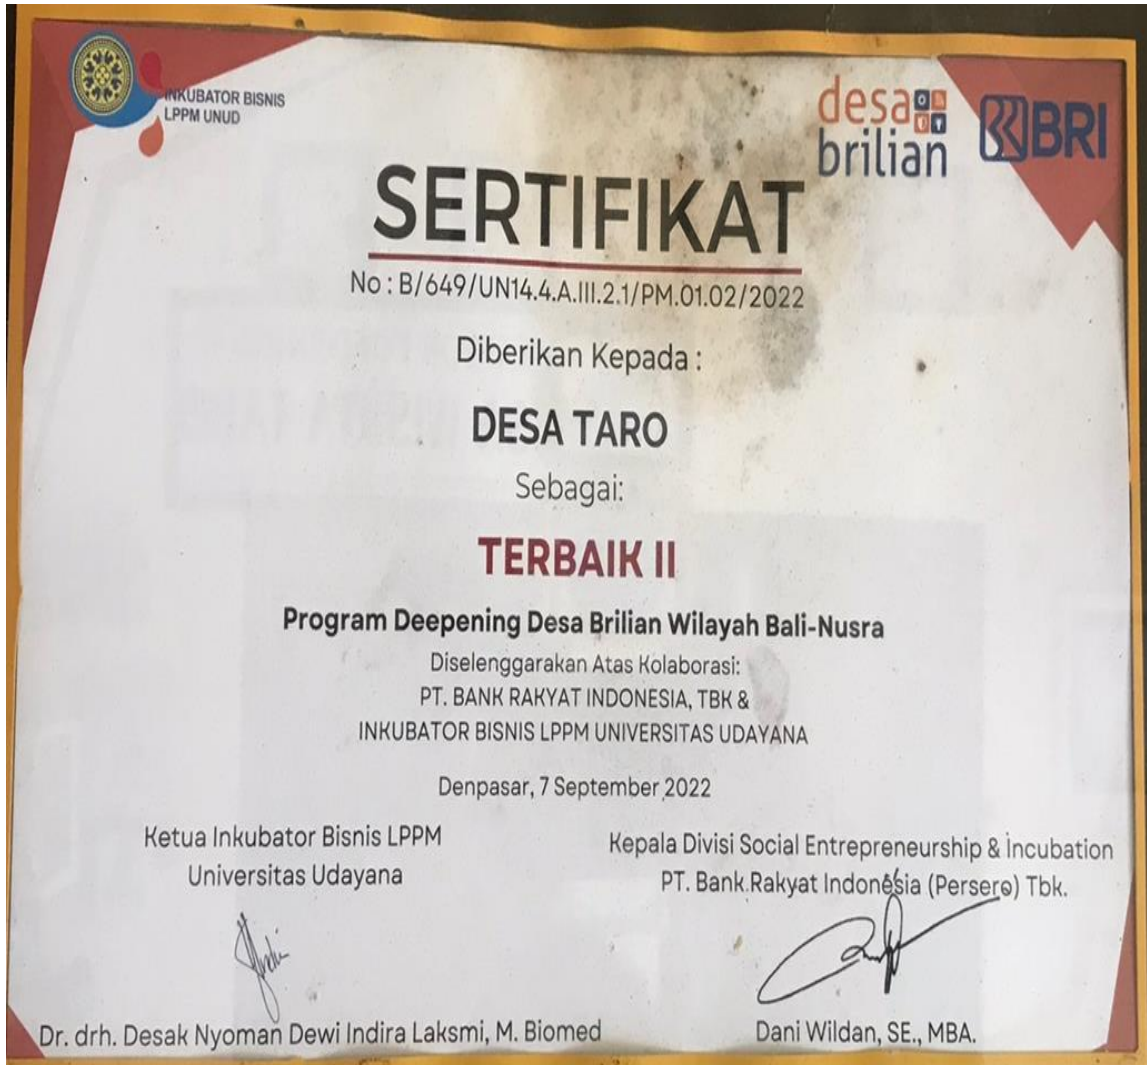 INKUBATOR BISNIS
LPPM UNUD
desa
brilian
BRI
SERTIFIKAT
No : B/649/UN14.4.A.III.2.1/PM.01.02/2022
Diberikan Kepada :
DESA TARO
Sebagai:
TERBAIK II
Program Deepening Desa Brilian Wilayah Bali-Nusra
Diselenggarakan Atas Kolaborasi:
PT. BANK RAKYAT INDONESIA, TBK &
INKUBATOR BISNIS LPPM UNIVERSITAS UDAYANA
Denpasar, 7 September 2022
Ketua Inkubator Bisnis LPPM
Universitas Udayana
Kepala Divisi Social Entrepreneurship & Incubation
PT. Bank Rakyat Indonesia (Persero) Tbk.
Dr. drh. Desak Nyoman Dewi Indira Laksmi, M. Biomed
Dani Wildan, SE., MBA.